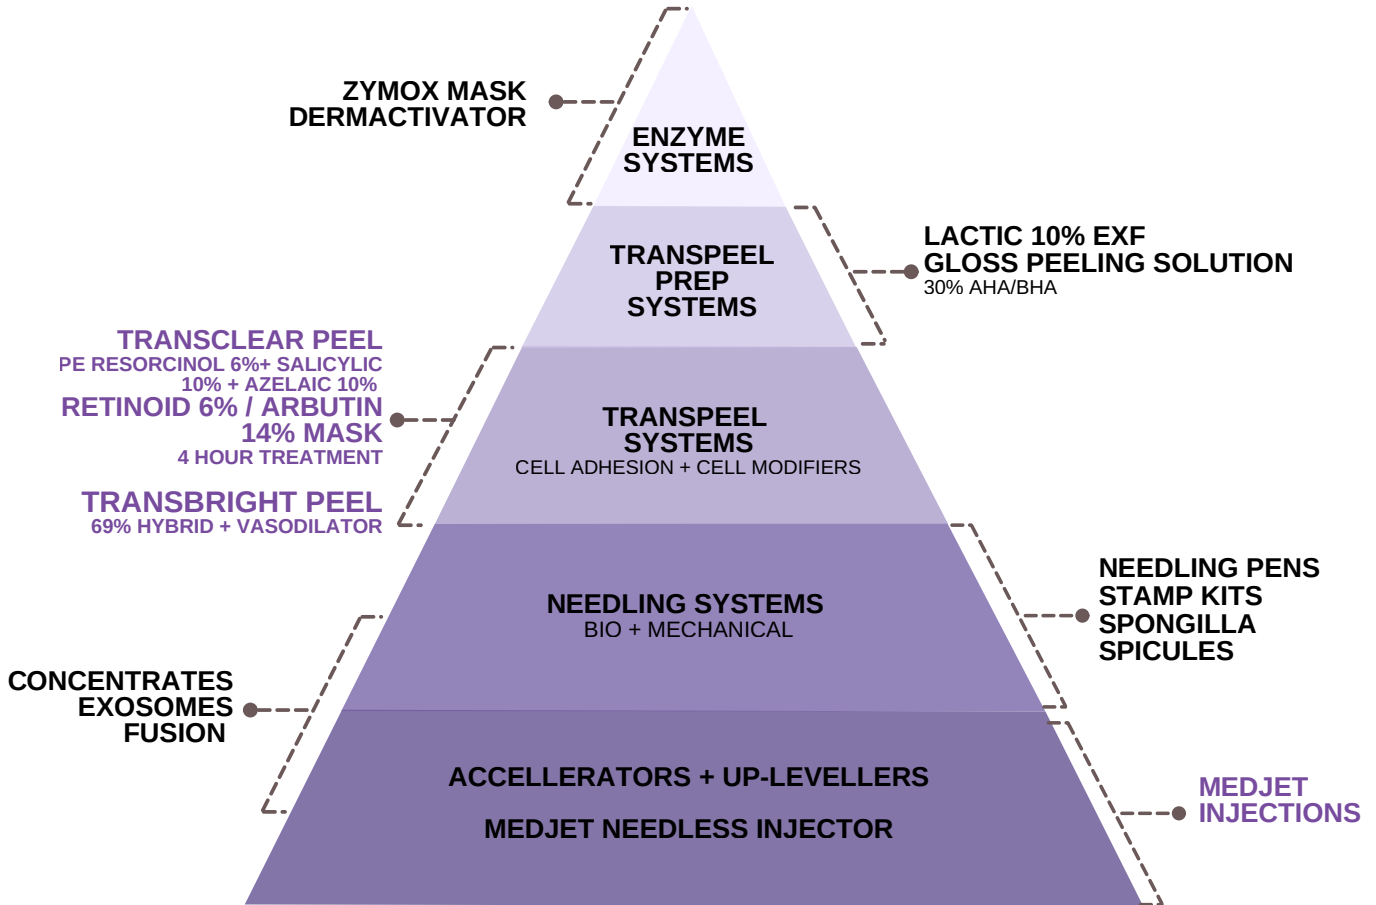 ZYMOX MASK
DERMACTIVATOR
ENZYME
SYSTEMS
TRANSPEEL
PREP
SYSTEMS
LACTIC 10% EXF
GLOSS PEELING SOLUTION
30% AHA/BHA
TRANSCLEAR PEEL
PE RESORCINOL 6%+ SALICYLIC
10% + AZELAIC 10%
RETINOID 6% / ARBUTIN
14% MASK
4 HOUR TREATMENT
TRANSBRIGHT PEEL
69% HYBRID + VASODILATOR
TRANSPEEL
SYSTEMS
CELL ADHESION + CELL MODIFIERS
NEEDLING SYSTEMS
BIO + MECHANICAL
NEEDLING PENS
STAMP KITS
SPONGILLA
SPICULES
CONCENTRATES
EXOSOMES
FUSION
ACCELLERATORS + UP-LEVELLERS
MEDJET NEEDLESS INJECTOR
MEDJET
INJECTIONS